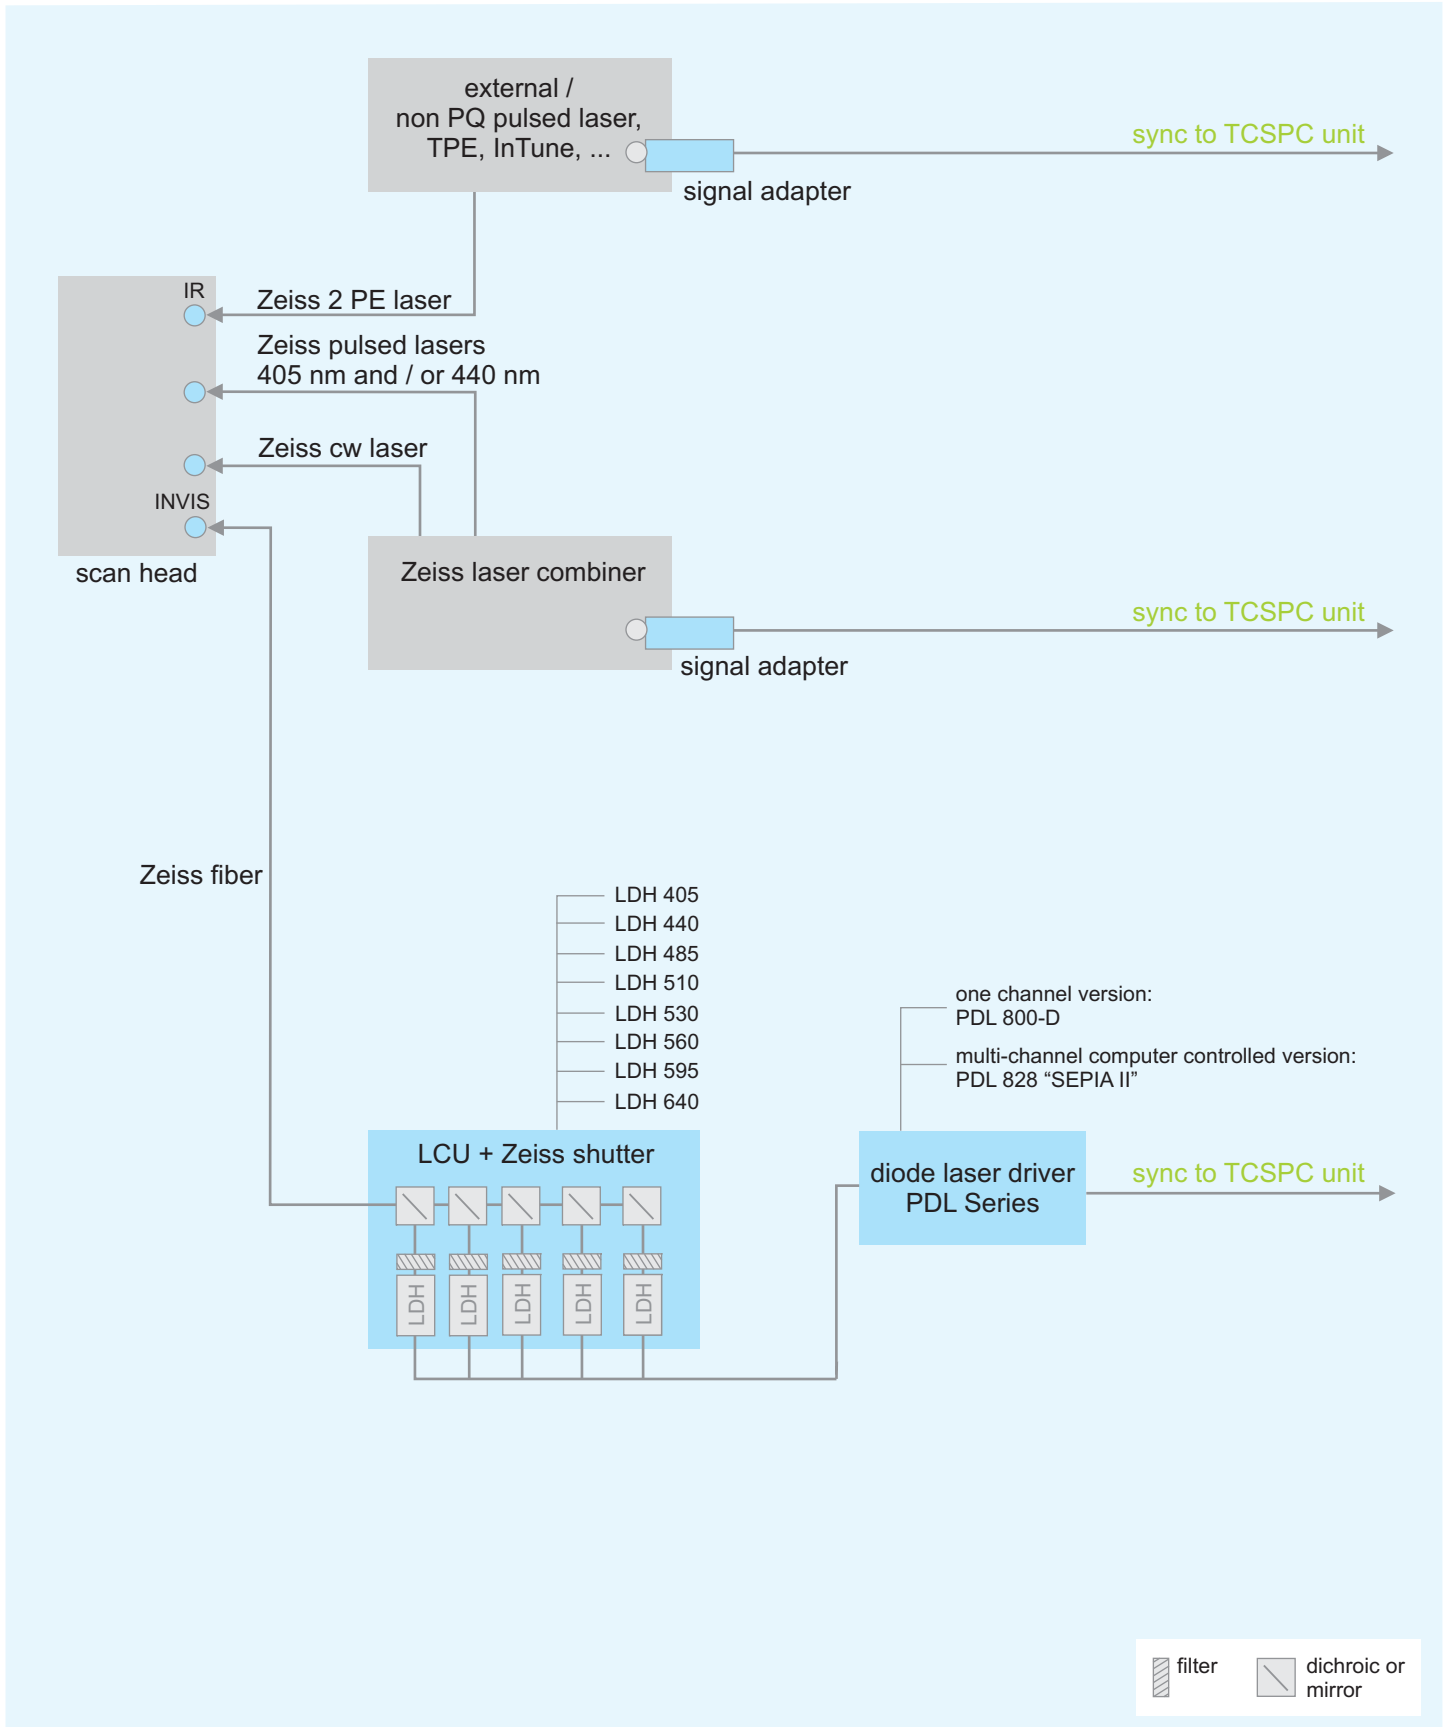 external /
non PQ pulsed laser,
TPE, InTune, ...
sync to TCSPC unit
signal adapter
IR
Zeiss 2 PE laser
Zeiss pulsed lasers
405 nm and / or 440 nm
Zeiss cw laser
INVIS
scan head
Zeiss laser combiner
sync to TCSPC unit
signal adapter
Zeiss fiber
LDH 405
LDH 440
LDH 485
LDH 510
LDH 530
LDH 560
LDH 595
LDH 640
one channel version:
PDL 800-D
multi-channel computer controlled version:
PDL 828 “SEPIA II”
LCU + Zeiss shutter
diode laser driver
PDL Series
sync to TCSPC unit
LDH
LDH
LDH
LDH
LDH
filter
dichroic or
mirror